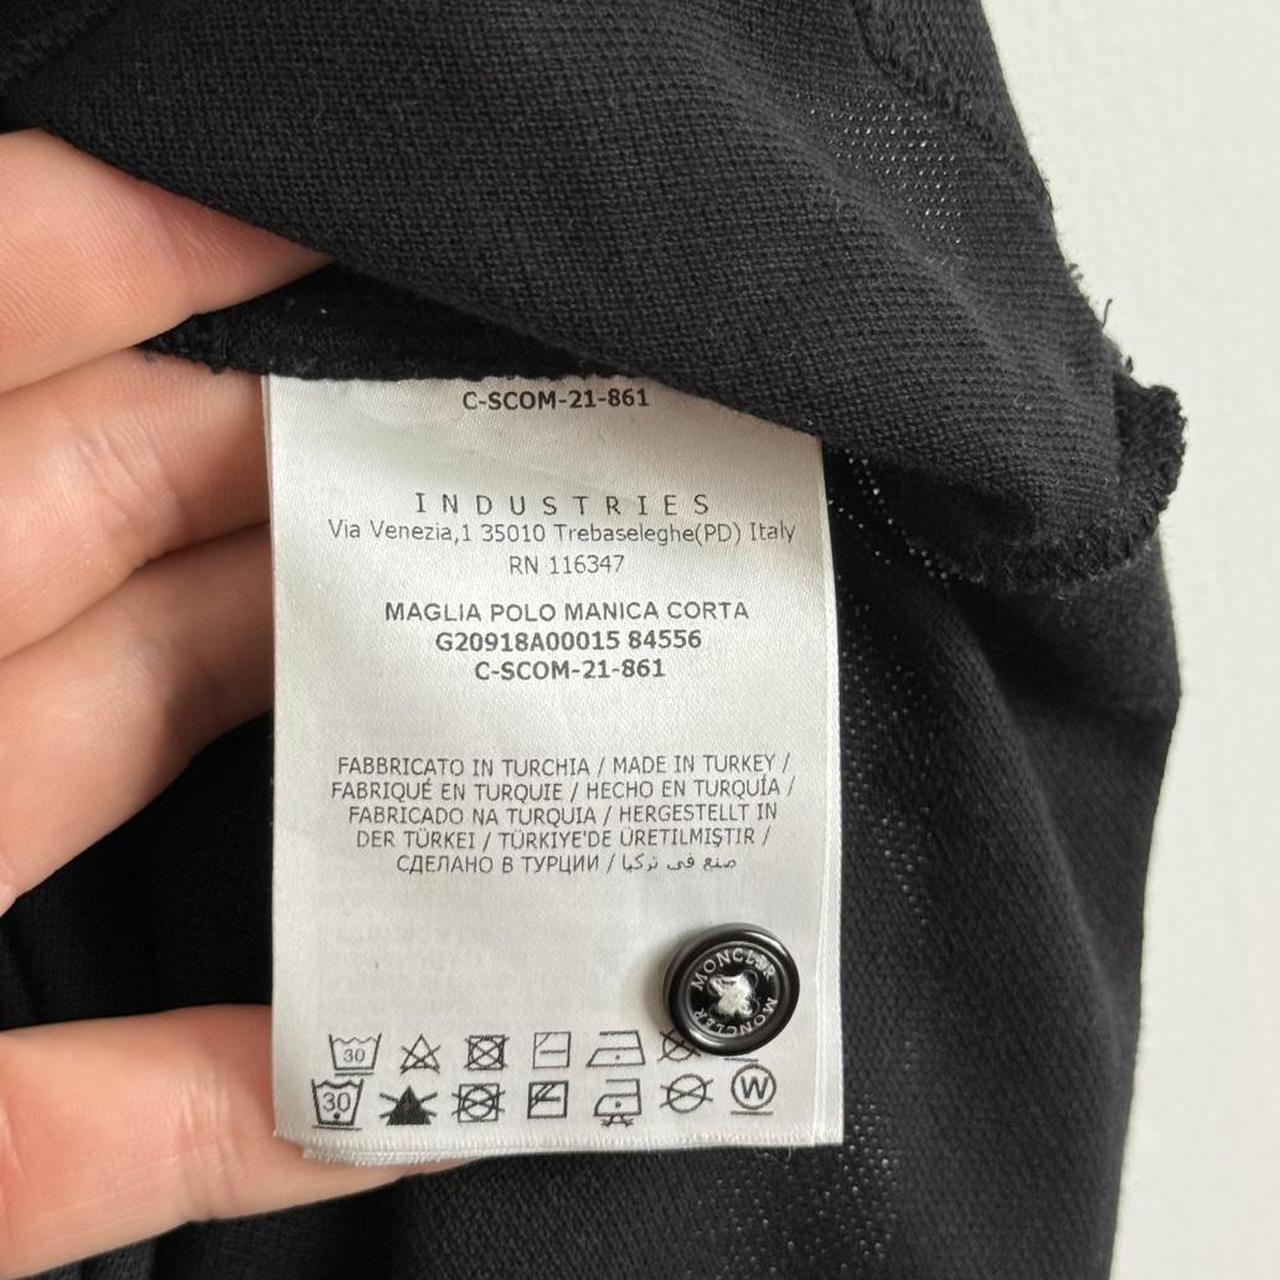 C-SCOM-21-861
INDUSTRIES
Via Venezia,1 35010 Trebaseleghe(PD) Italy
RN 116347
MAGLIA POLO MANICA CORTA
G20918A00015 84556
C-SCOM-21-861
FABBRICATO IN TURCHIA / MADE IN TURKEY /
FABRIQUÉ EN TURQUIE / HECHO EN TURQUÍA /
FABRICADO NA TURQUIA / HERGESTELLT IN
DER TÜRKEI / TÜRKIYE'DE ÜRETILMIŞTIR /
СДЕЛАНО В ТУРЦИИ / صنع في تركيا
MONCLER
MONCLER
30
30 W